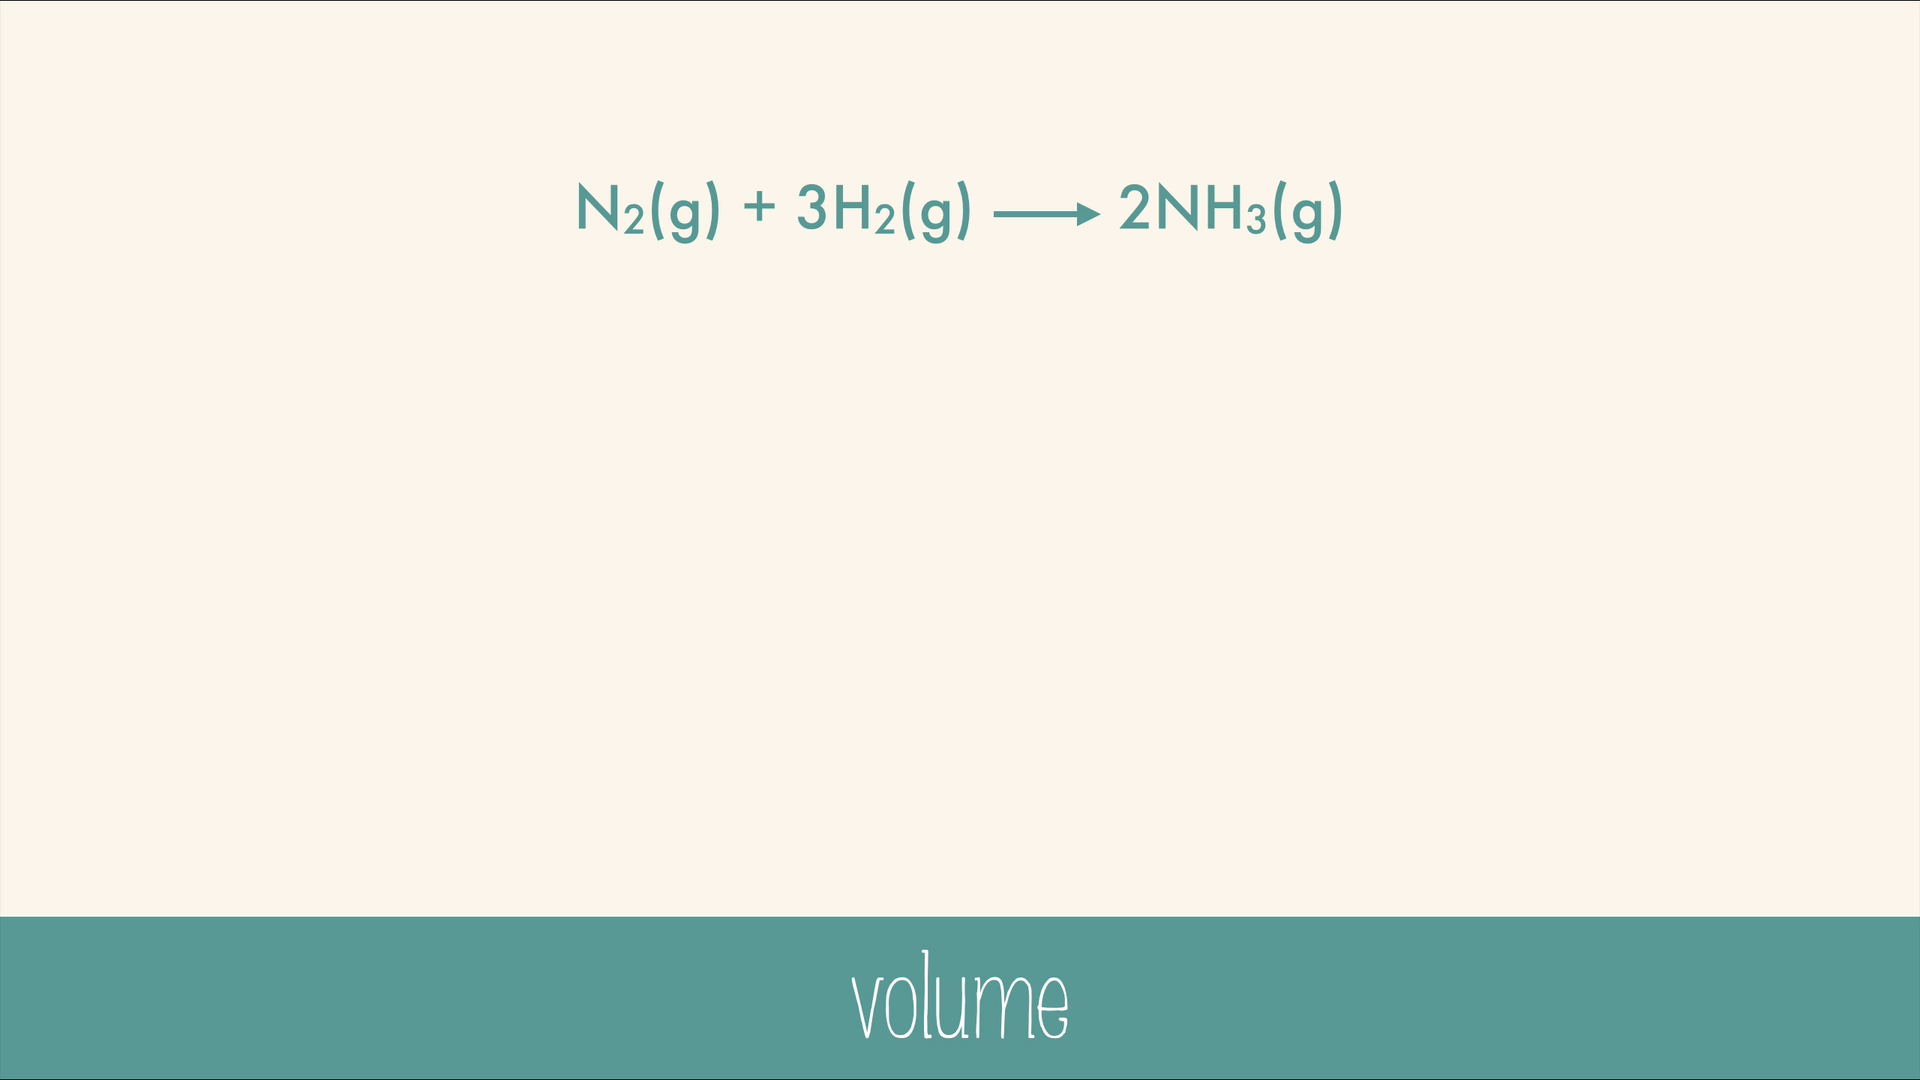 N₂(g) + 3H₂(g) ⟶ 2NH₃(g)
volume